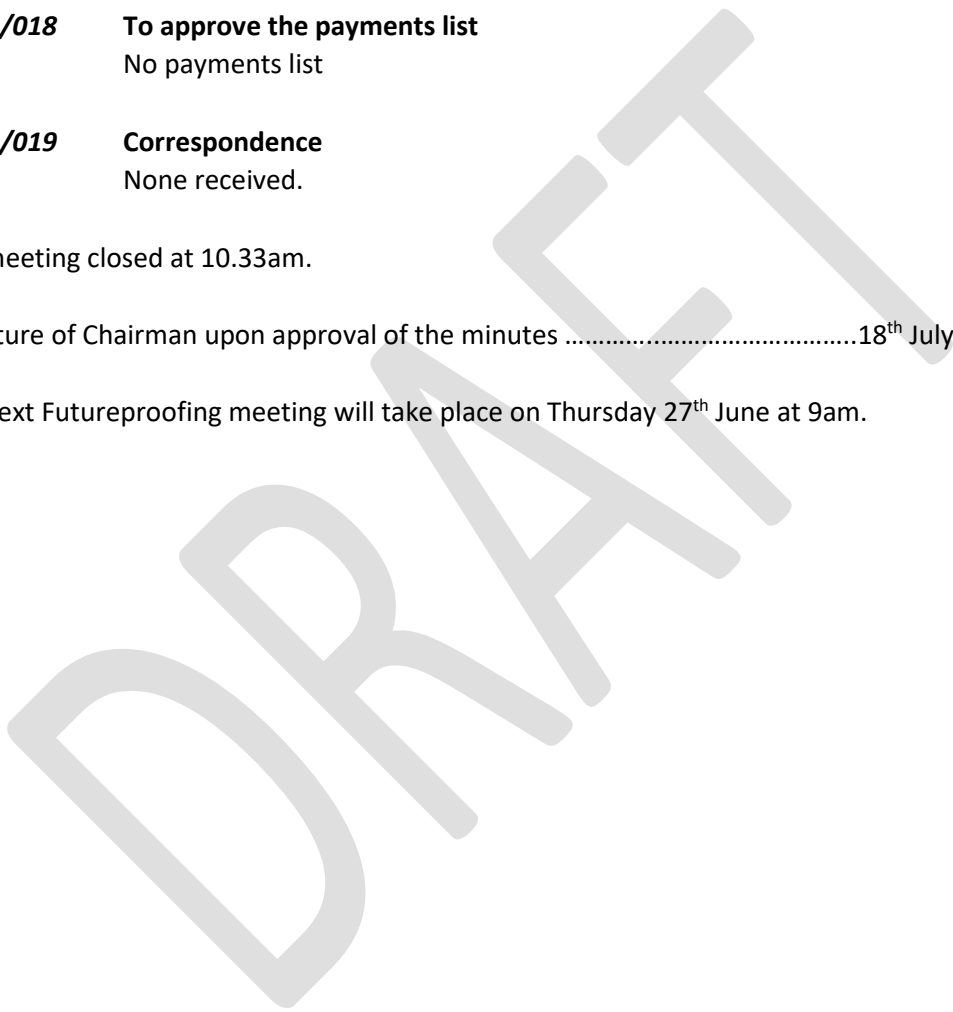 /018 To approve the payments list
No payments list
/019 Correspondence
None received.
meeting closed at 10.33am.
ture of Chairman upon approval of the minutes ……………………………………..18th July
ext Futureproofing meeting will take place on Thursday 27th June at 9am.
DRAFT